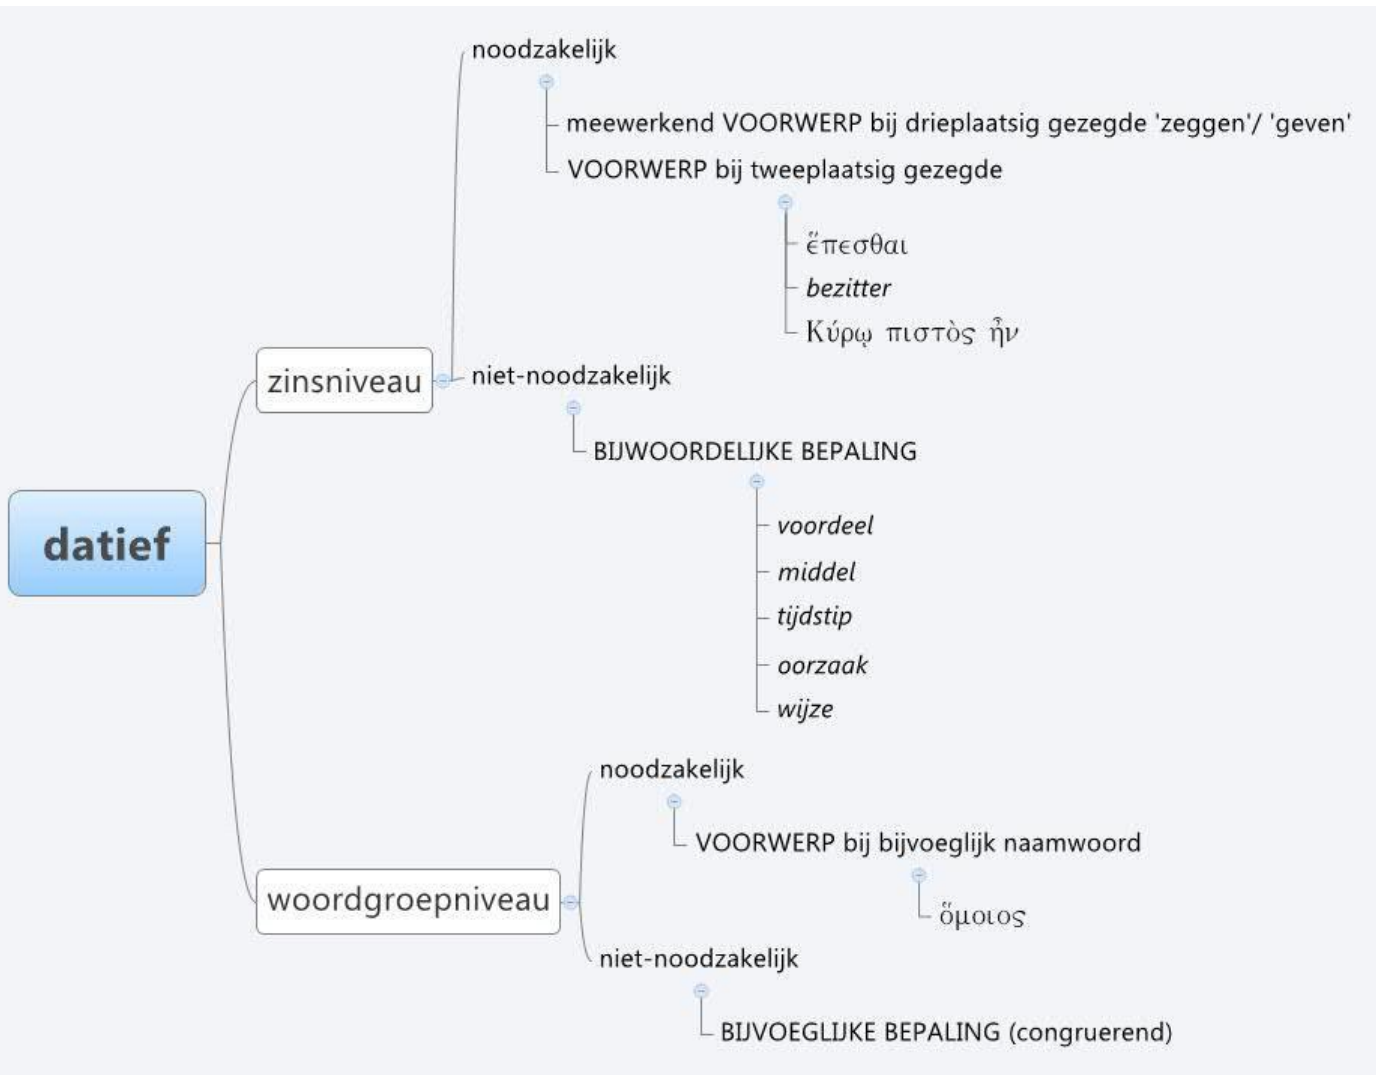 noodzakelijk
meewerkend VOORWERP bij drieplaatsig gezegde 'zeggen'/ 'geven'
VOORWERP bij tweeplaatsig gezegde
ἕπεσθαι
bezitter
Κύρῳ πιστὸς ἦν
zinsniveau
niet-noodzakelijk
BIJWOORDELIJKE BEPALING
voordeel
middel
tijdstip
oorzaak
wijze
datief
noodzakelijk
VOORWERP bij bijvoeglijk naamwoord
ὅμοιος
woordgroepniveau
niet-noodzakelijk
BIJVOEGLIJKE BEPALING (congruerend)